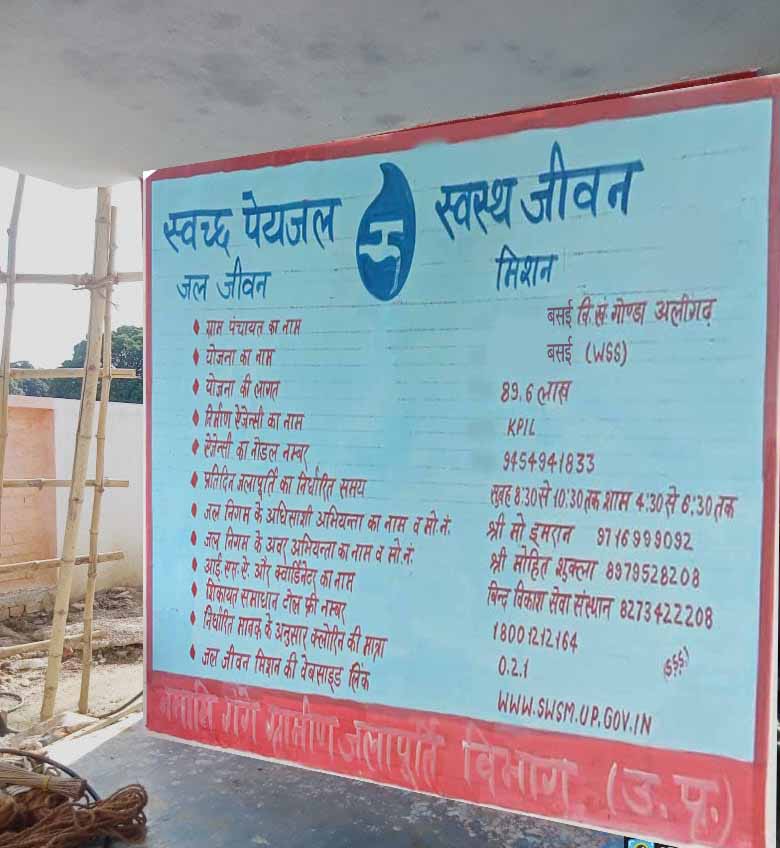 स्वच्छ पेयजल स्वस्थ जीवन
जल जीवन मिशन
ग्राम पंचायत का नाम बसई वि.खं. गोण्डा अलीगढ़
योजना का नाम बसई (WSS)
योजना की लागत 89.6 लाख
निर्माण ऐजेन्सी का नाम KPIL
ऐजेन्सी का नोडल नम्बर 9454941833
प्रतिदिन जलापूर्ति का निर्धारित समय सुबह 8:30 से 10:30 तक शाम 4:30 से 6:30 तक
जल निगम के अधिसाशी अभियन्ता का नाम व मो.नं. श्री मो इमरान 9716999092
जल निगम के अवर अभियन्ता का नाम व मो.नं. श्री मोहित शुक्ला 8979528208
आई.एस.ऐ. और क्वार्डिनेटर का नाम बिन्द विकाश सेवा संस्थान 8273422208
शिकायत समाधान टोल फ्री नम्बर 18001212164
निर्धारित मानक के अनुसार क्लोरिन की मात्रा 0.2.1
जल जीवन मिशन की वेबसाइड लिंक WWW.SWSM.UP.GOV.IN
नमामि गंगे ग्रामीण जलापूर्ति विभाग (उ.प्र.)